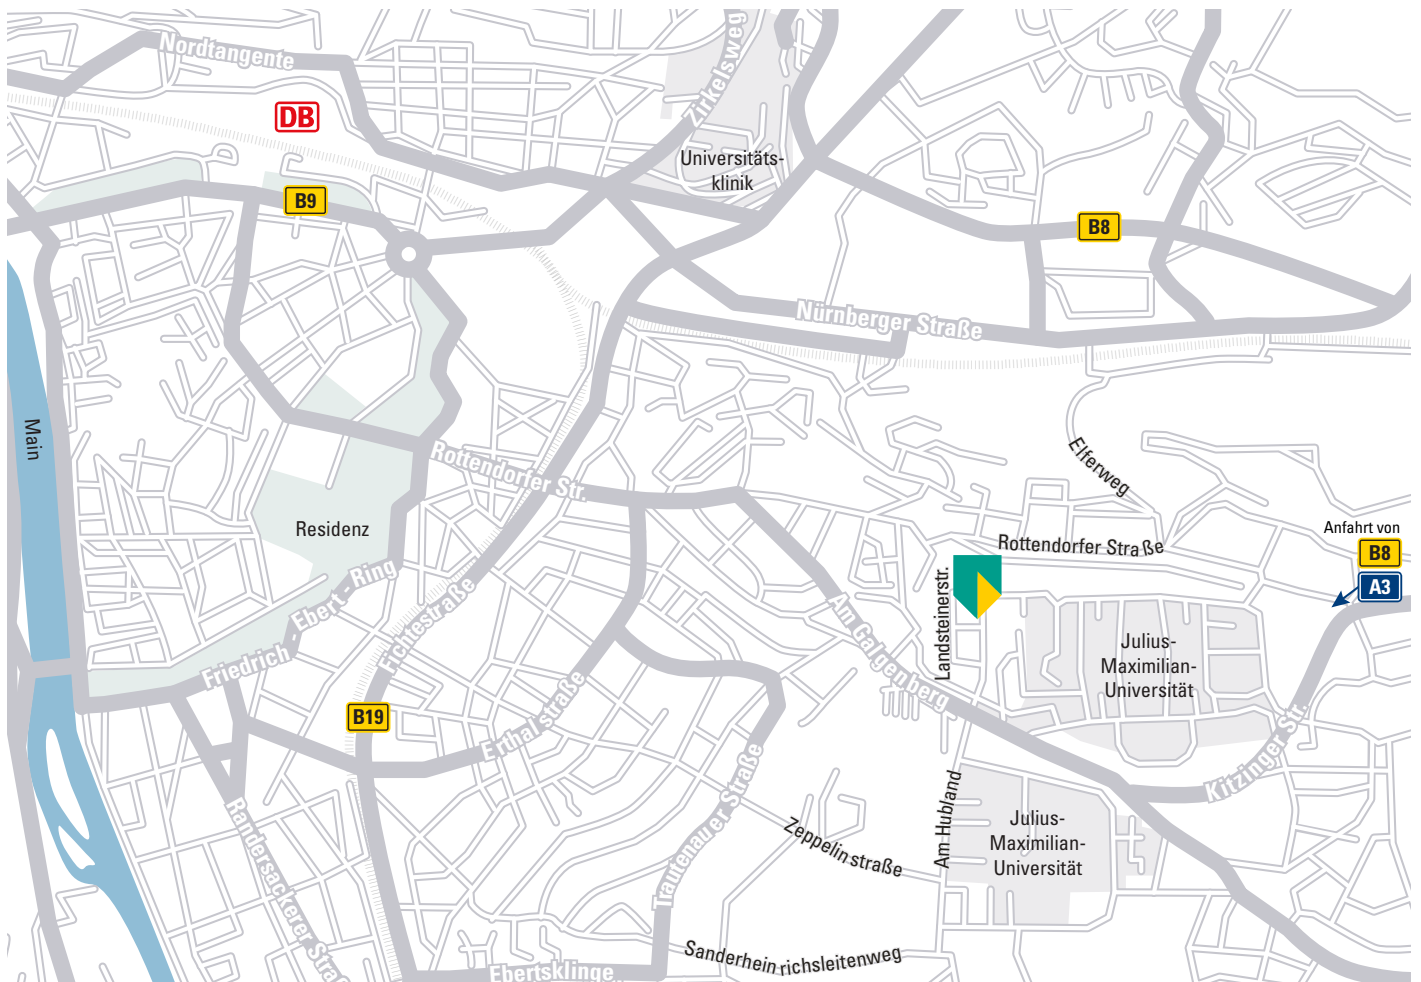 Nordtangente
Zirkelsweg
DB
Universitäts-
klinik
B9
B8
Nürnberger Straße
Main
Rottendorfer Str.
Elferweg
Residenz
Anfahrt von
B8
A3
Rottendorfer Straße
Landsteinerstr.
Friedrich - Ebert - Ring
Fichtestraße
Am Galgenberg
Julius-
Maximilian-
Universität
B19
Erthalstraße
Kitzinger Str.
Trautenauer Straße
Randersackerer Straß
Zeppelinstraße
Am Hubland
Julius-
Maximilian-
Universität
Sanderheinrichsleitenweg
Ebertsklinge